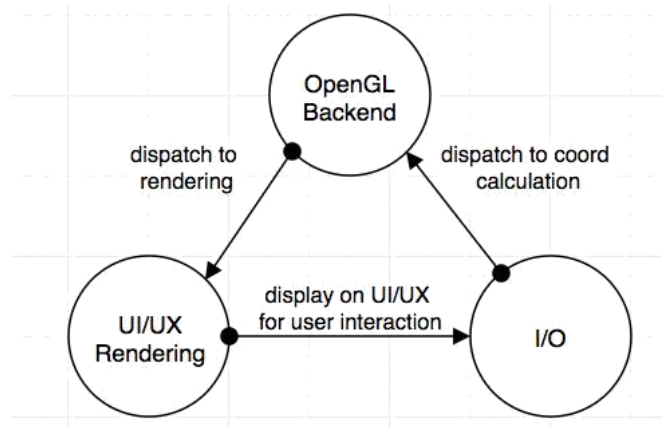 OpenGL
Backend
dispatch to
rendering
dispatch to coord
calculation
display on UI/UX
for user interaction
UI/UX
Rendering
I/O